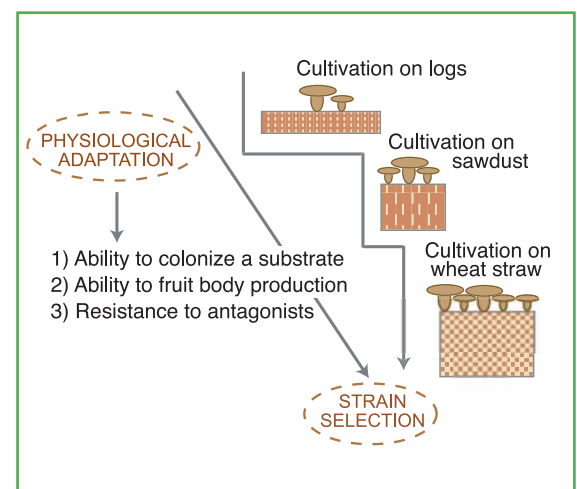 Cultivation on logs
PHYSIOLOGICAL
ADAPTATION
Cultivation on
sawdust
1) Ability to colonize a substrate
2) Ability to fruit body production
3) Resistance to antagonists
Cultivation on
wheat straw
STRAIN
SELECTION